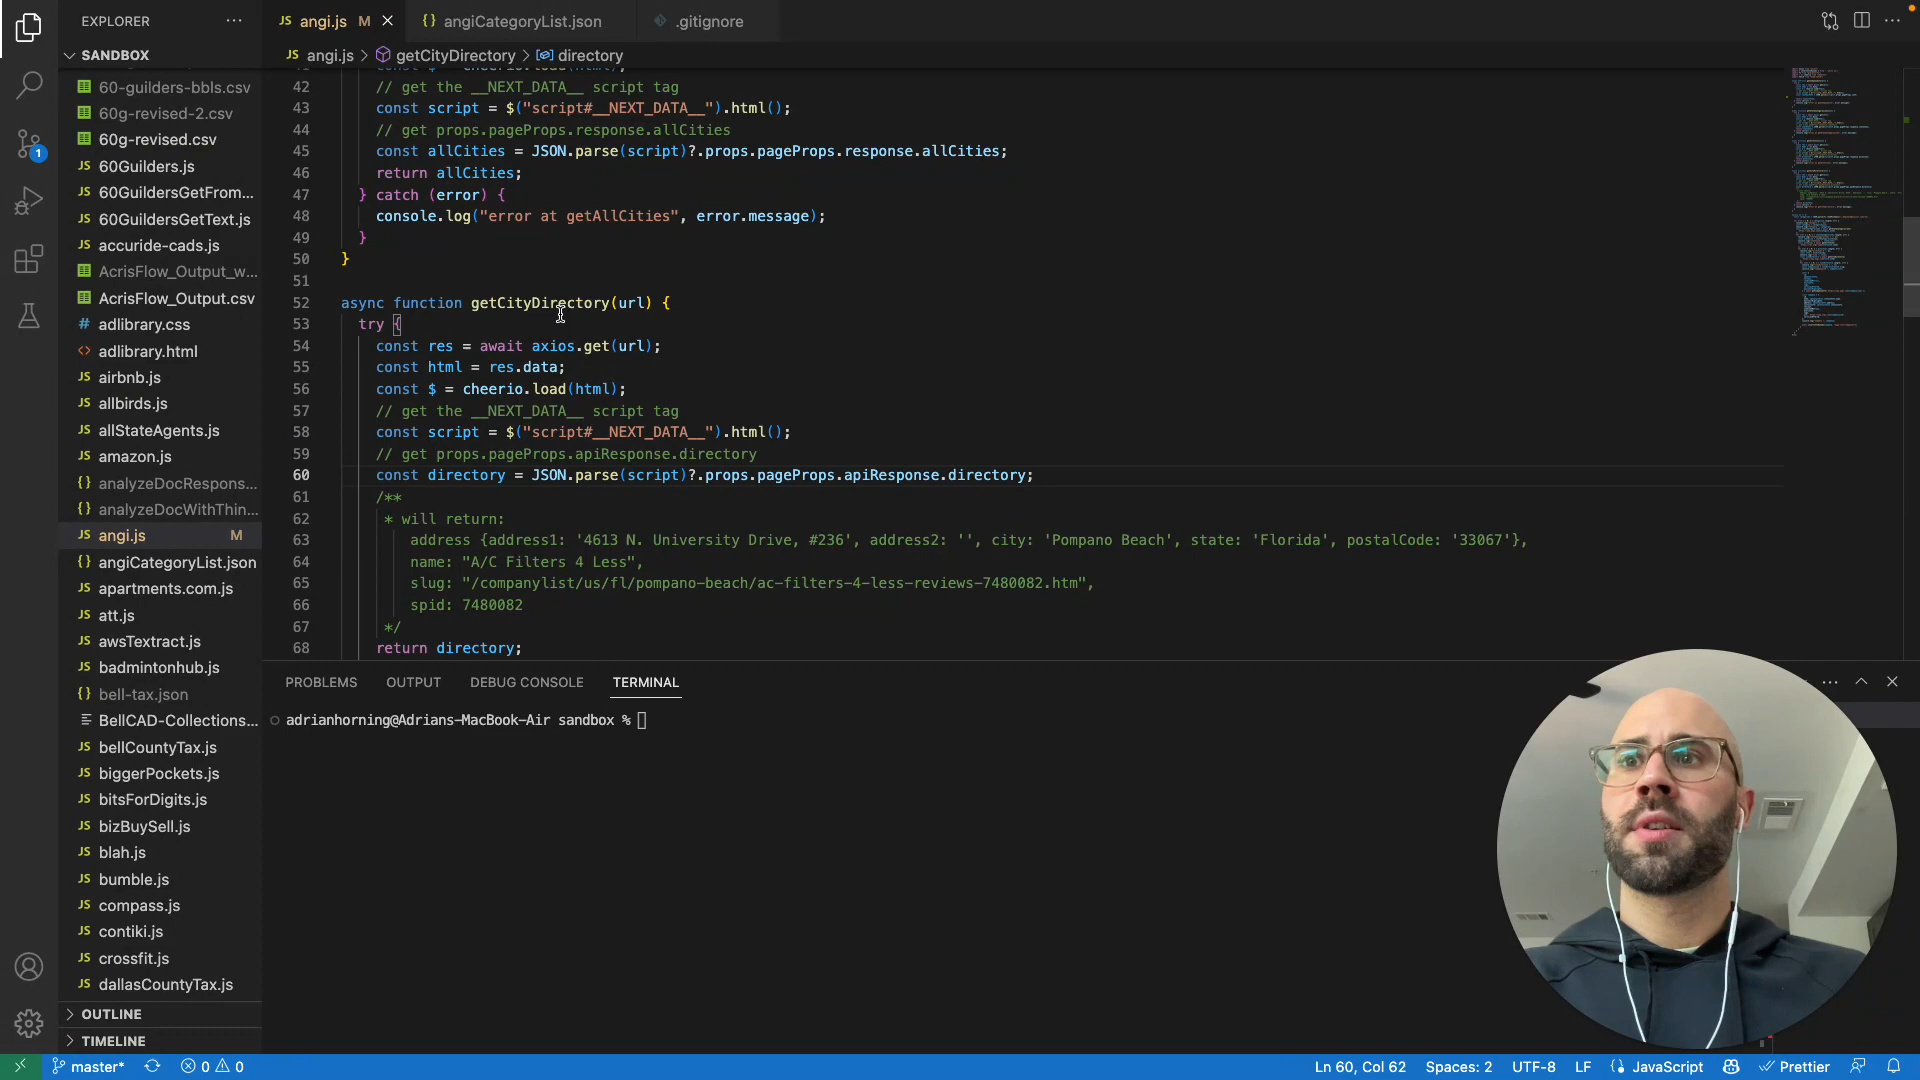 EXPLORER
SANDBOX
60-guilders-bbls.csv
60g-revised-2.csv
60g-revised.csv
60Guilders.js
60GuildersGetFrom...
60GuildersGetText.js
accuride-cads.js
AcrisFlow_Output_w...
AcrisFlow_Output.csv
adlibrary.css
adlibrary.html
airbnb.js
allbirds.js
allStateAgents.js
amazon.js
analyzeDocRespons...
analyzeDocWithThin...
angi.js M
angiCategoryList.json
apartments.com.js
att.js
awsTextract.js
badmintonhub.js
bell-tax.json
BellCAD-Collections...
bellCountyTax.js
biggerPockets.js
bitsForDigits.js
bizBuySell.js
blah.js
bumble.js
compass.js
contiki.js
crossfit.js
dallasCountyTax.js
OUTLINE
TIMELINE
JS angi.js M
{} angiCategoryList.json
.gitignore
JS angi.js > getCityDirectory > directory
42 // get the __NEXT_DATA__ script tag
43 const script = $("script#__NEXT_DATA__").html();
44 // get props.pageProps.response.allCities
45 const allCities = JSON.parse(script)?.props.pageProps.response.allCities;
46 return allCities;
47 } catch (error) {
48 console.log("error at getAllCities", error.message);
49 }
50 }
51
52 async function getCityDirectory(url) {
53 try {
54 const res = await axios.get(url);
55 const html = res.data;
56 const $ = cheerio.load(html);
57 // get the __NEXT_DATA__ script tag
58 const script = $("script#__NEXT_DATA__").html();
59 // get props.pageProps.apiResponse.directory
60 const directory = JSON.parse(script)?.props.pageProps.apiResponse.directory;
61 /**
62 * will return:
63 address {address1: '4613 N. University Drive, #236', address2: '', city: 'Pompano Beach', state: 'Florida', postalCode: '33067'},
64 name: "A/C Filters 4 Less",
65 slug: "/companylist/us/fl/pompano-beach/ac-filters-4-less-reviews-7480082.htm",
66 spid: 7480082
67 */
68 return directory;
PROBLEMS OUTPUT DEBUG CONSOLE TERMINAL
adrianhorning@Adrians-MacBook-Air sandbox %
1
master* 0 0
Ln 60, Col 62 Spaces: 2 UTF-8 LF {} JavaScript Prettier